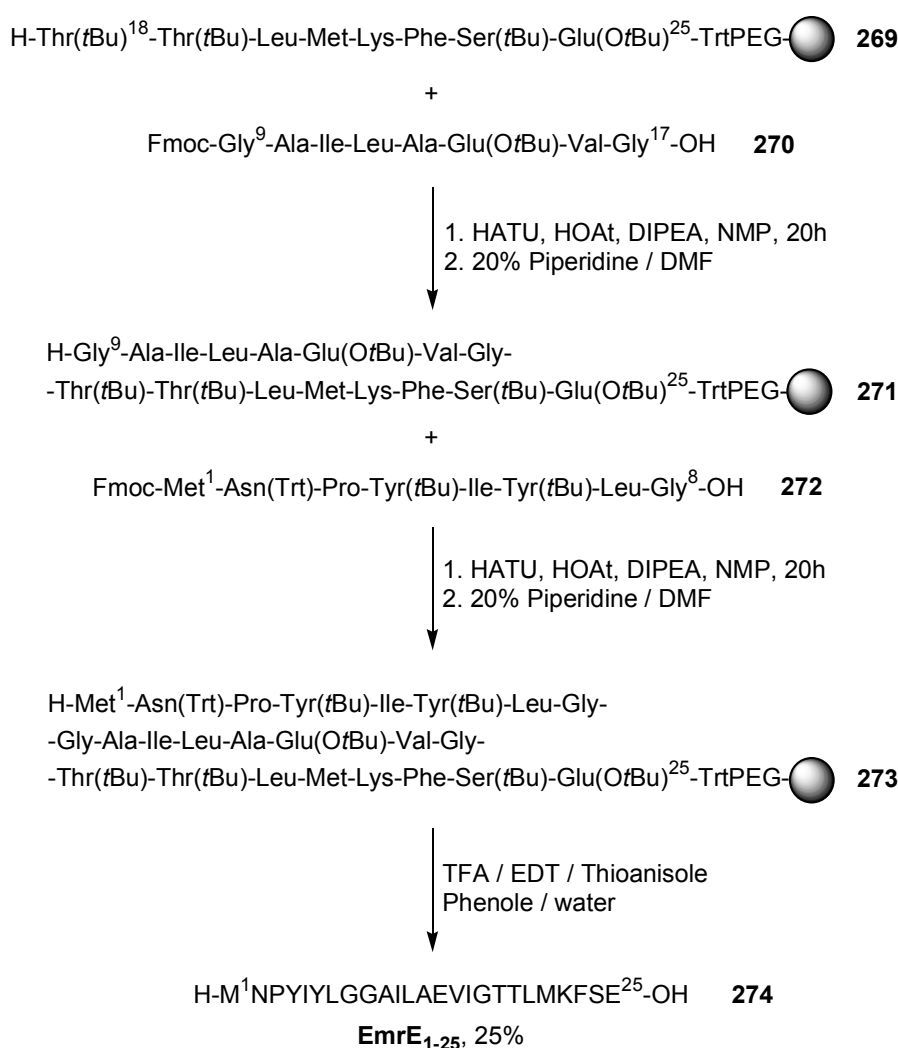 H-Thr(tBu)18-Thr(tBu)-Leu-Met-Lys-Phe-Ser(tBu)-Glu(OtBu)25-TrtPEG- 269
+
Fmoc-Gly9-Ala-Ile-Leu-Ala-Glu(OtBu)-Val-Gly17-OH 270
1. HATU, HOAt, DIPEA, NMP, 20h
2. 20% Piperidine / DMF
H-Gly9-Ala-Ile-Leu-Ala-Glu(OtBu)-Val-Gly-
-Thr(tBu)-Thr(tBu)-Leu-Met-Lys-Phe-Ser(tBu)-Glu(OtBu)25-TrtPEG- 271
+
Fmoc-Met1-Asn(Trt)-Pro-Tyr(tBu)-Ile-Tyr(tBu)-Leu-Gly8-OH 272
1. HATU, HOAt, DIPEA, NMP, 20h
2. 20% Piperidine / DMF
H-Met1-Asn(Trt)-Pro-Tyr(tBu)-Ile-Tyr(tBu)-Leu-Gly-
-Gly-Ala-Ile-Leu-Ala-Glu(OtBu)-Val-Gly-
-Thr(tBu)-Thr(tBu)-Leu-Met-Lys-Phe-Ser(tBu)-Glu(OtBu)25-TrtPEG- 273
TFA / EDT / Thioanisole
Phenole / water
H-M1NPYIYLGGAILAEVIGTTLMKFSE25-OH 274
EmrE1-25, 25%